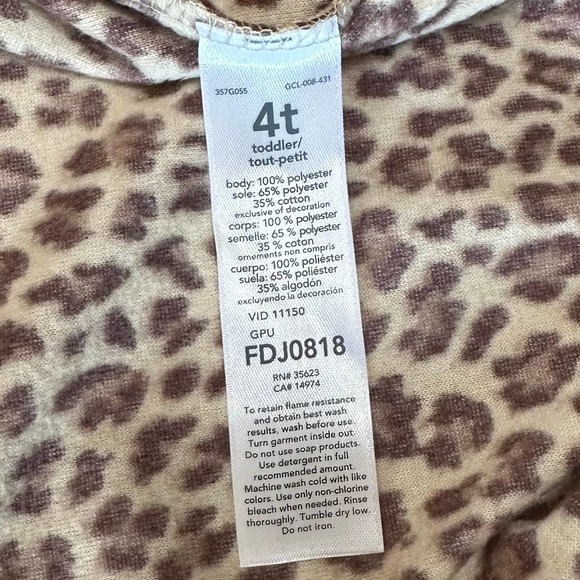 357G055 GCL-008-431
4t
toddler/
tout-petit
body: 100% polyester
sole: 65% polyester
35% cotton
exclusive of decoration
corps: 100 % polyester
semelle: 65 % polyester
35 % coton
ornements non compris
cuerpo: 100% poliéster
suela: 65% poliéster
35% algodón
excluyendo la decoración
VID 11150
GPU
FDJ0818
RN# 35623
CA# 14974
To retain flame resistance
and obtain best wash
results, wash before use.
Turn garment inside out.
Do not use soap products.
Use detergent in full
recommended amount.
Machine wash cold with like
colors. Use only non-chlorine
bleach when needed. Rinse
thoroughly. Tumble dry low.
Do not iron.